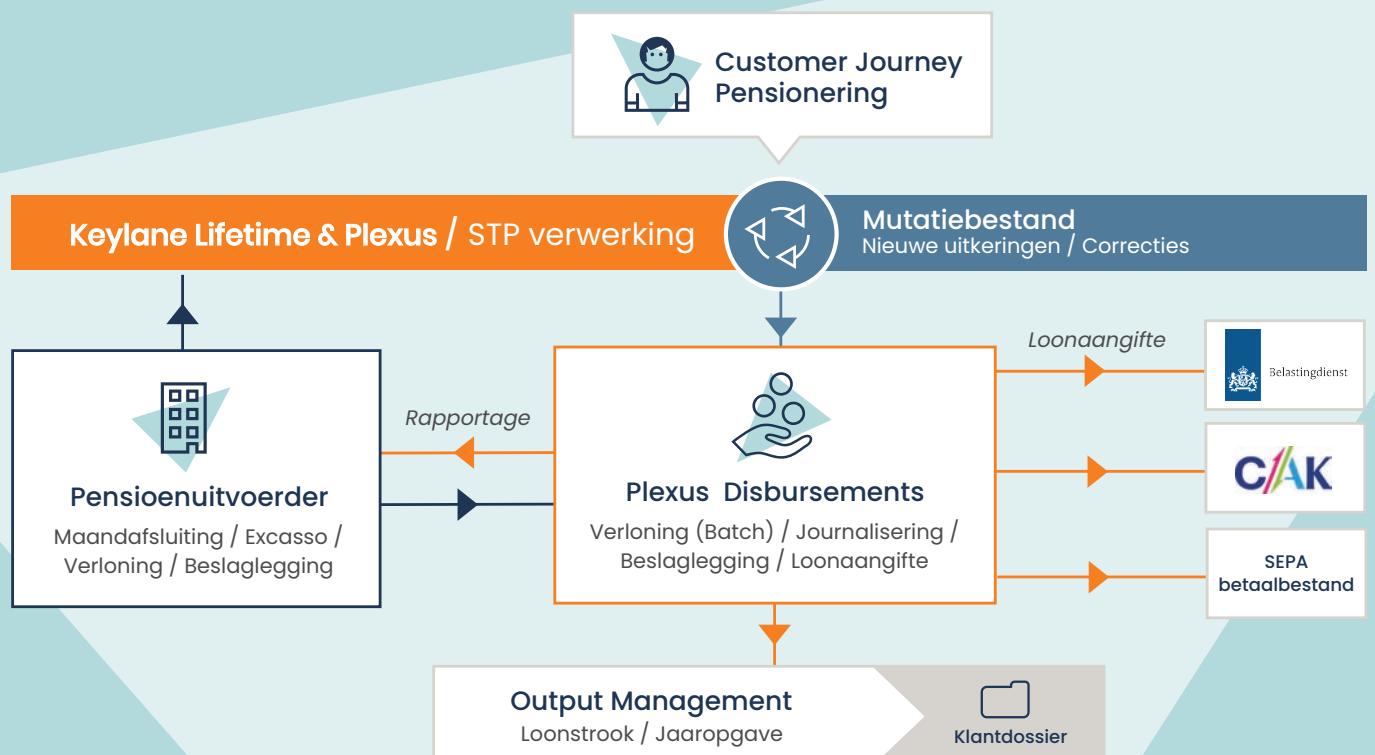 Customer Journey
Pensionering
Keylane Lifetime & Plexus / STP verwerking
Mutatiebestand
Nieuwe uitkeringen / Correcties
Loonaangifte
Belastingdienst
Rapportage
Pensioenuitvoerder
Maandafsluiting / Excasso /
Verloning / Beslaglegging
Plexus Disbursements
Verloning (Batch) / Journalisering /
Beslaglegging / Loonaangifte
CAK
SEPA
betaalbestand
Output Management
Loonstrook / Jaaropgave
Klantdossier